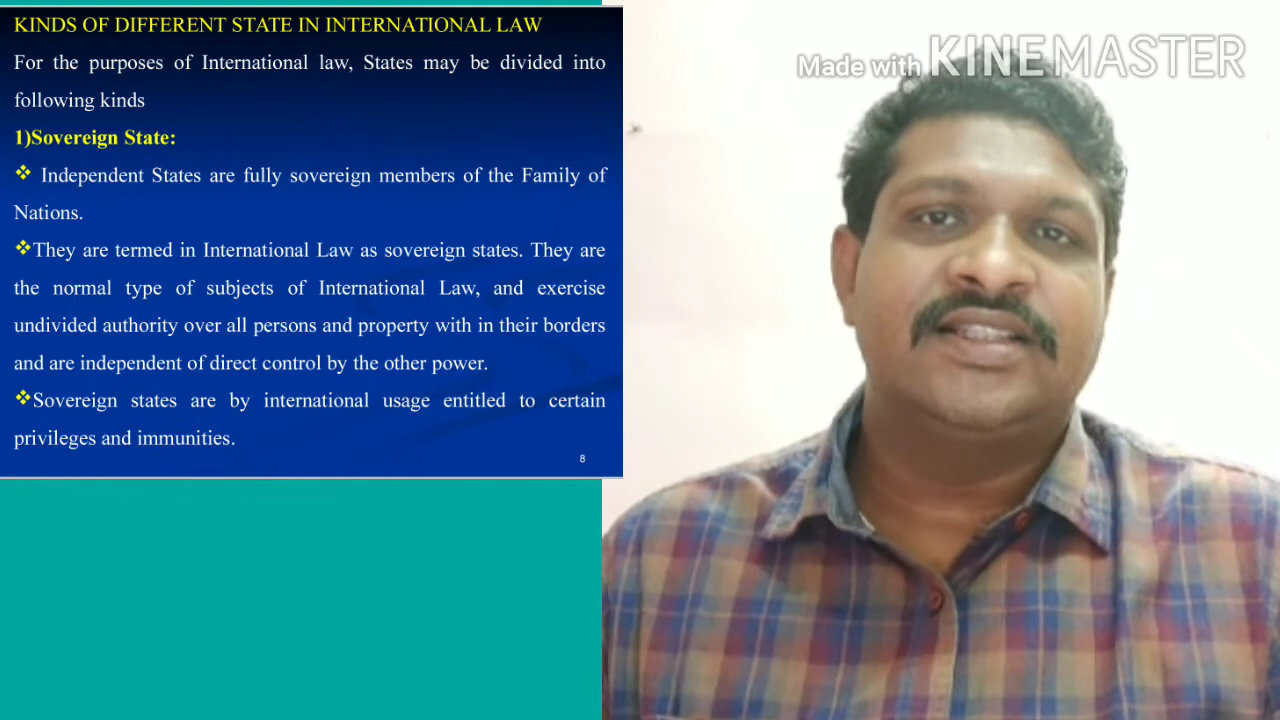 KINDS OF DIFFERENT STATE IN INTERNATIONAL LAW
For the purposes of International law, States may be divided into
following kinds
1)Sovereign State:
❖ Independent States are fully sovereign members of the Family of
Nations.
❖They are termed in International Law as sovereign states. They are
the normal type of subjects of International Law, and exercise
undivided authority over all persons and property with in their borders
and are independent of direct control by the other power.
❖Sovereign states are by international usage entitled to certain
privileges and immunities.
8
Made with KINEMASTER